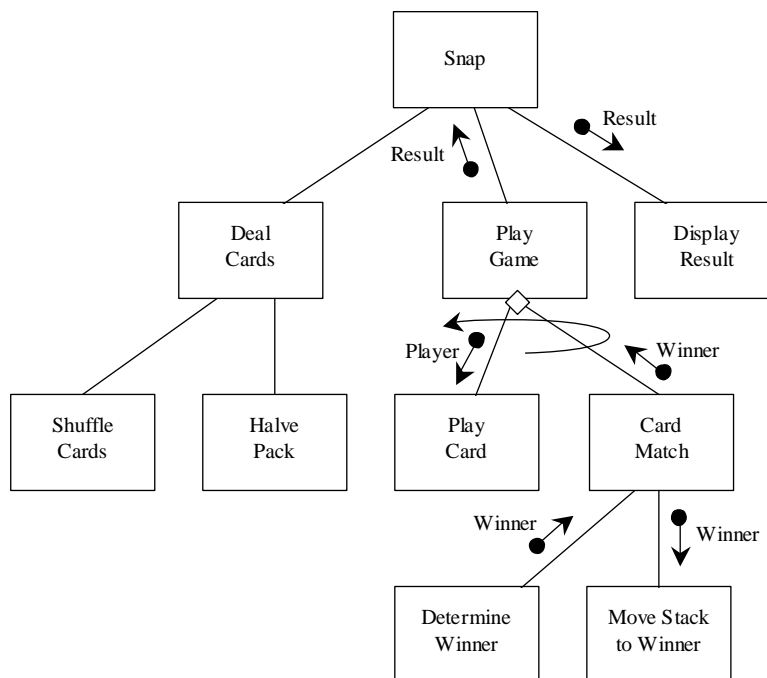 Snap
Result
Result
Deal
Cards
Play
Game
Display
Result
Player
Winner
Shuffle
Cards
Halve
Pack
Play
Card
Card
Match
Winner
Winner
Determine
Winner
Move Stack
to Winner